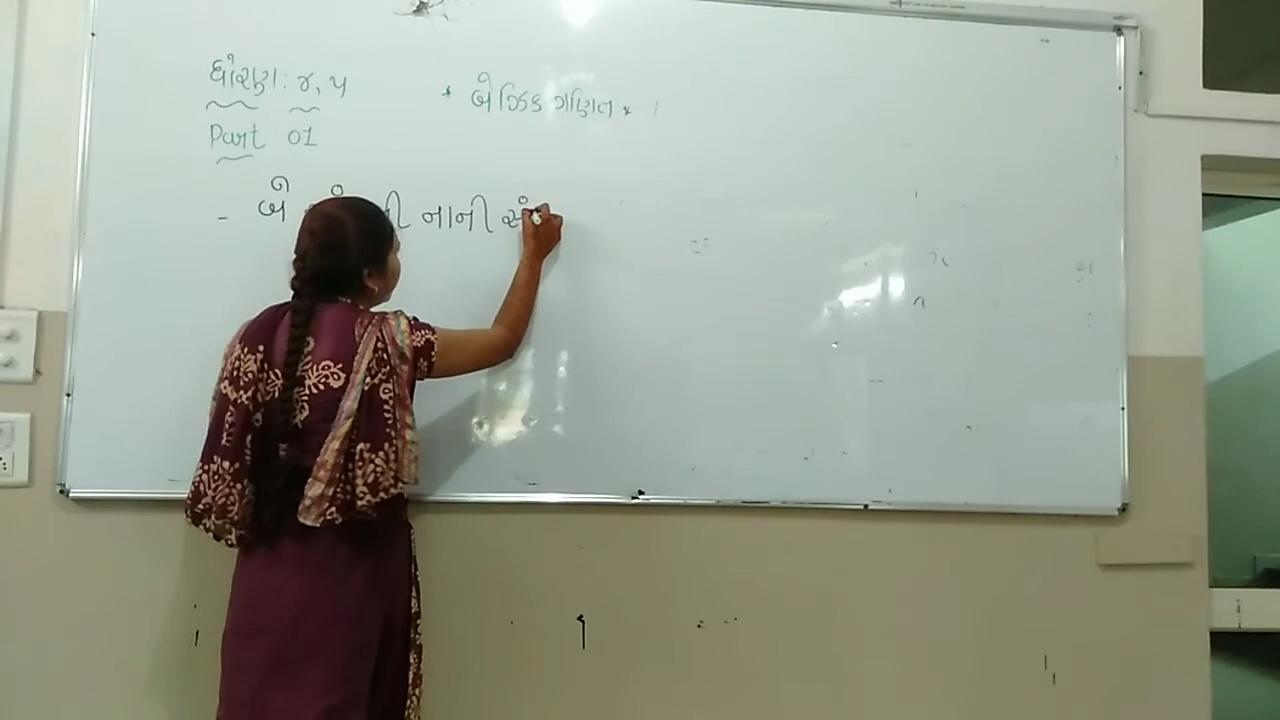 ધોરણ: ૪, ૫
* બેઝિક ગણિત *
Part: 01
- બે નાની